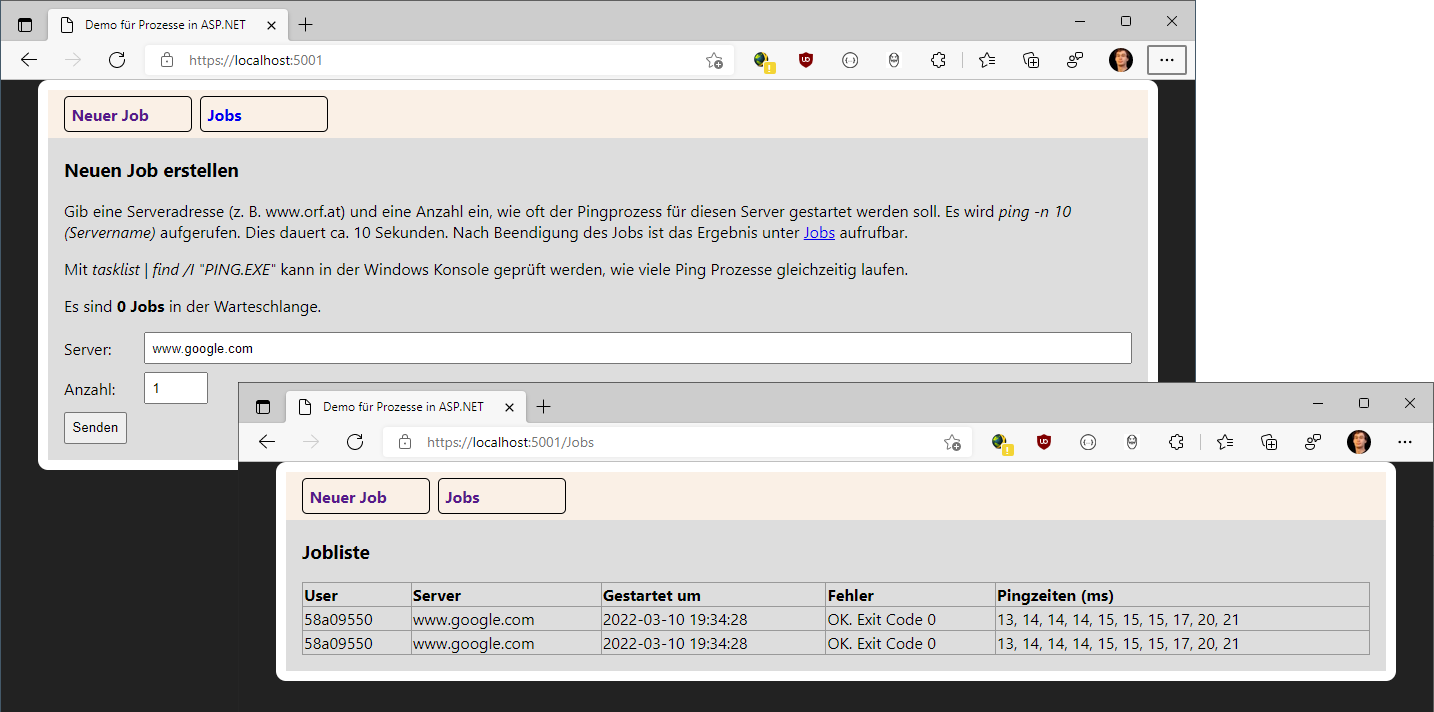 Demo für Prozesse in ASP.NET
https://localhost:5001
Neuer Job Jobs
Neuen Job erstellen
Gib eine Serveradresse (z. B. www.orf.at) und eine Anzahl ein, wie oft der Pingprozess für diesen Server gestartet werden soll. Es wird ping -n 10
(Servername) aufgerufen. Dies dauert ca. 10 Sekunden. Nach Beendigung des Jobs ist das Ergebnis unter Jobs aufrufbar.
Mit tasklist | find /I "PING.EXE" kann in der Windows Konsole geprüft werden, wie viele Ping Prozesse gleichzeitig laufen.
Es sind 0 Jobs in der Warteschlange.
Server: www.google.com
Anzahl: 1
Senden
Demo für Prozesse in ASP.NET
https://localhost:5001/Jobs
Neuer Job Jobs
Jobliste
User Server Gestartet um Fehler Pingzeiten (ms)
58a09550 www.google.com 2022-03-10 19:34:28 OK. Exit Code 0 13, 14, 14, 14, 15, 15, 15, 17, 20, 21
58a09550 www.google.com 2022-03-10 19:34:28 OK. Exit Code 0 13, 14, 14, 14, 15, 15, 15, 17, 20, 21